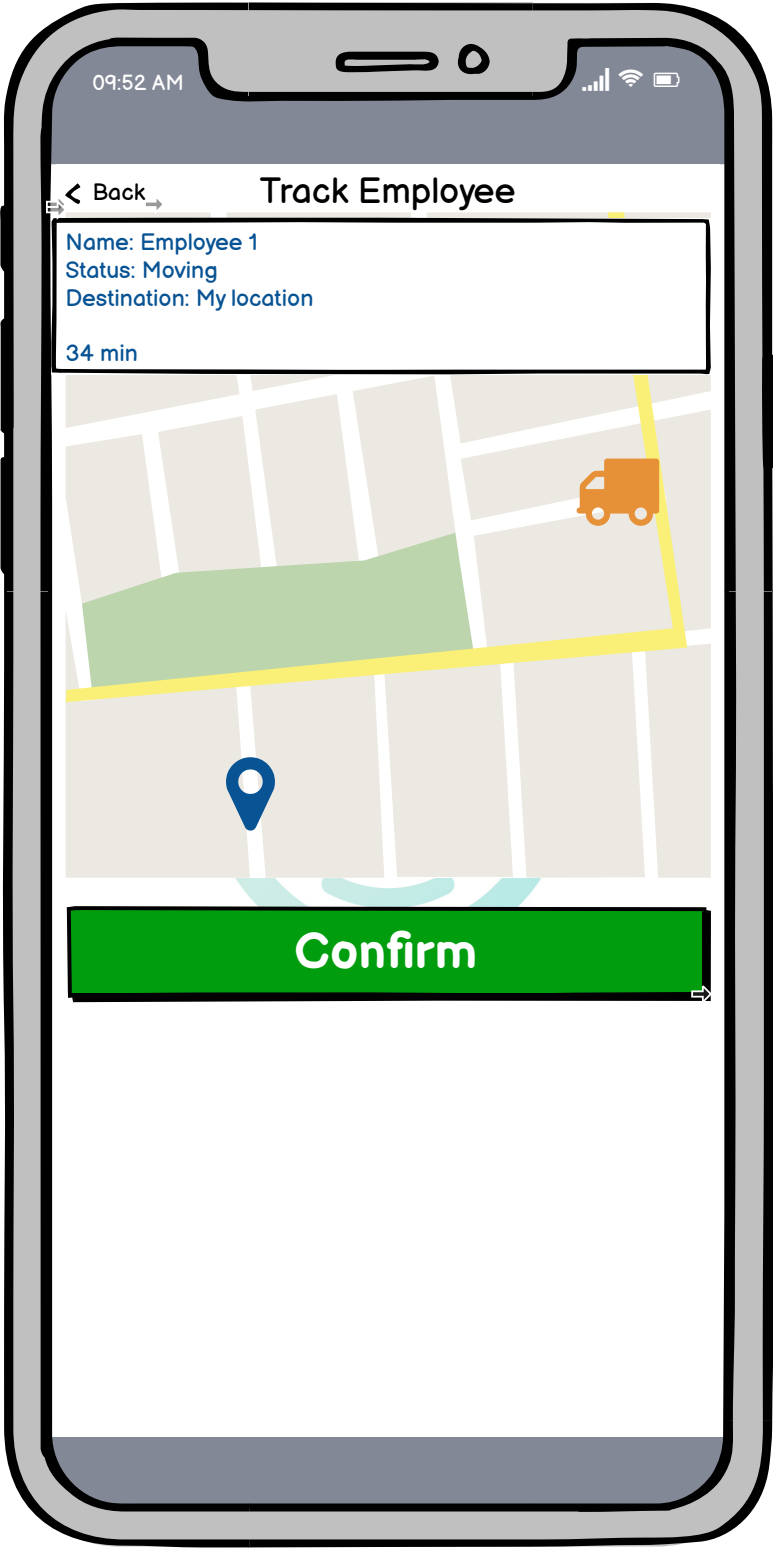 09:52 AM
Back
Track Employee
Name: Employee 1
Status: Moving
Destination: My location
34 min
Confirm